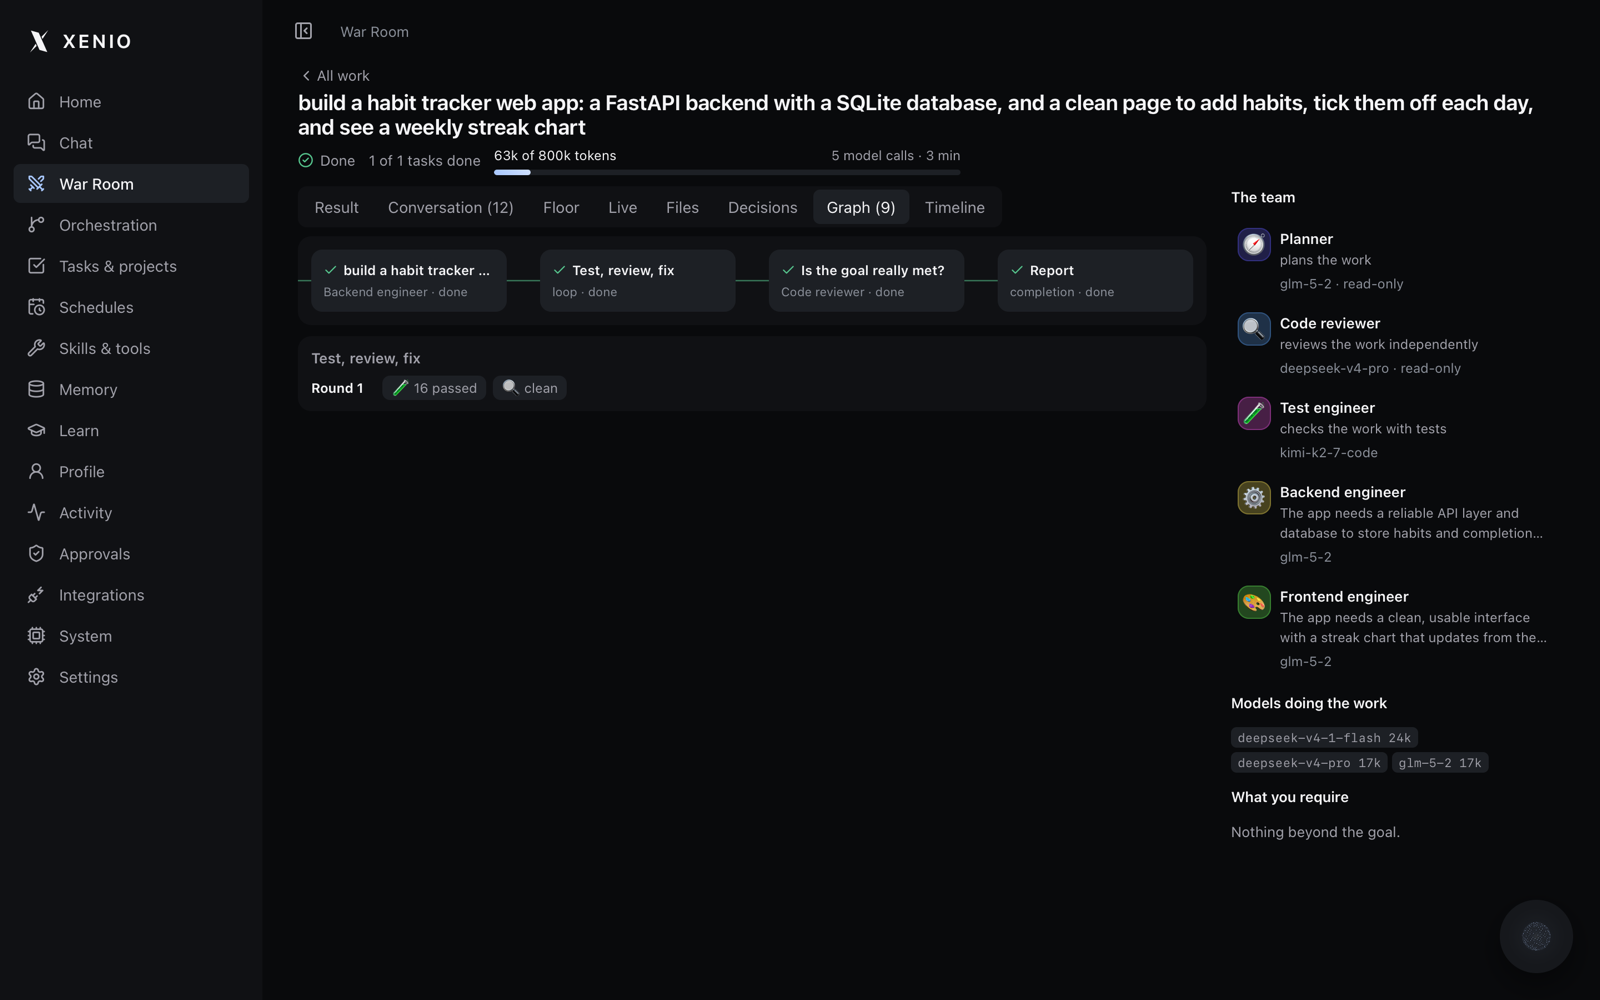 XENIO
Home
Chat
War Room
Orchestration
Tasks & projects
Schedules
Skills & tools
Memory
Learn
Profile
Activity
Approvals
Integrations
System
Settings
War Room
All work
build a habit tracker web app: a FastAPI backend with a SQLite database, and a clean page to add habits, tick them off each day,
and see a weekly streak chart
Done 1 of 1 tasks done 63k of 800k tokens 5 model calls · 3 min
Result Conversation (12) Floor Live Files Decisions Graph (9) Timeline
build a habit tracker ...
Backend engineer · done
Test, review, fix
loop · done
Is the goal really met?
Code reviewer · done
Report
completion · done
Test, review, fix
Round 1 16 passed clean
The team
Planner
plans the work
glm-5-2 · read-only
Code reviewer
reviews the work independently
deepseek-v4-pro · read-only
Test engineer
checks the work with tests
kimi-k2-7-code
Backend engineer
The app needs a reliable API layer and
database to store habits and completion...
glm-5-2
Frontend engineer
The app needs a clean, usable interface
with a streak chart that updates from the...
glm-5-2
Models doing the work
deepseek-v4-1-flash 24k
deepseek-v4-pro 17k glm-5-2 17k
What you require
Nothing beyond the goal.